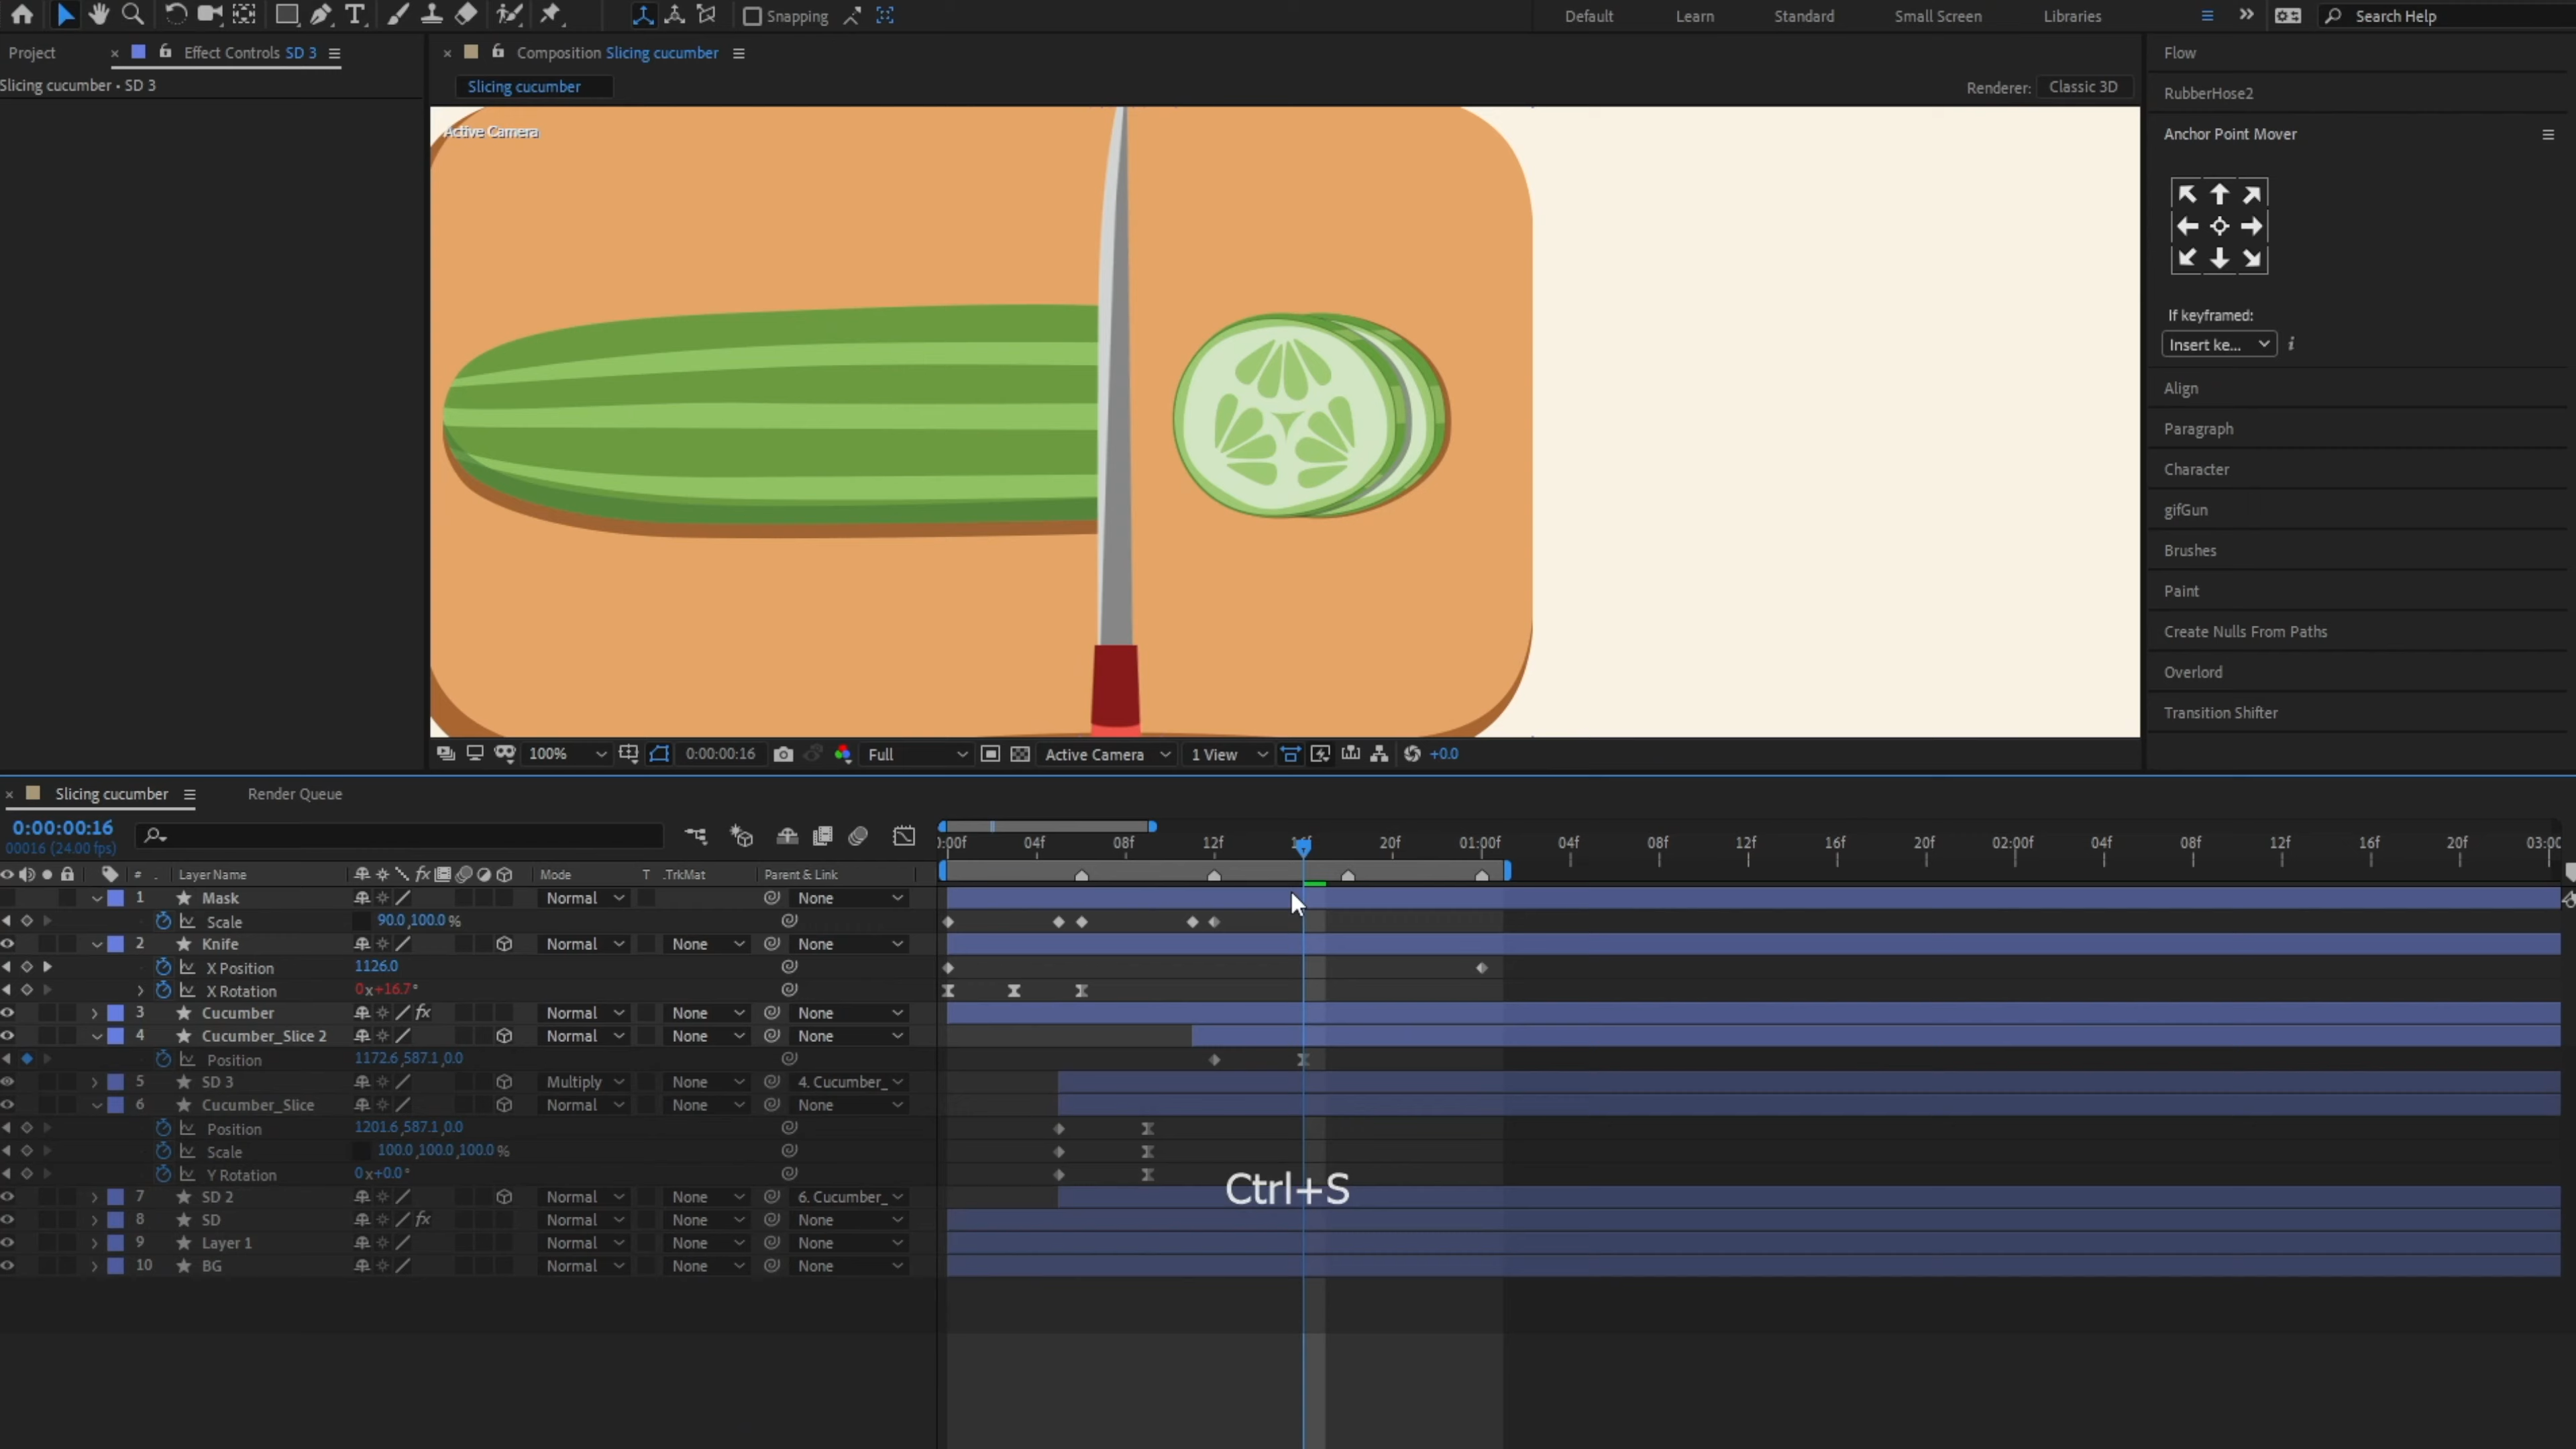 Snapping
Default Learn Standard Small Screen Libraries Search Help
Project Effect Controls SD 3
Composition Slicing cucumber
Slicing cucumber • SD 3
Slicing cucumber
Renderer: Classic 3D
Active Camera
Flow
RubberHose2
Anchor Point Mover
If keyframed:
Insert ke...
Align
Paragraph
Character
gifGun
Brushes
Paint
Create Nulls From Paths
Overlord
Transition Shifter
100% 0:00:00:16 Full Active Camera 1 View +0.0
Slicing cucumber Render Queue
0:00:00:16
00016 (24.00 fps)
:00f 04f 08f 12f 20f 01:00f 04f 08f 12f 16f 20f 02:00f 04f 08f 12f 16f 20f
# Layer Name Mode T .TrkMat Parent & Link
1 Mask Normal None
Scale 90.0,100.0 %
2 Knife Normal None None
X Position 1126.0
X Rotation 0x+16.7°
3 Cucumber Normal None None
4 Cucumber_Slice 2 Normal None None
Position 1172.6,587.1,0.0
5 SD 3 Multiply None 4. Cucumber_
6 Cucumber_Slice Normal None None
Position 1201.6,587.1,0.0
Scale 100.0,100.0,100.0 %
Y Rotation 0x+0.0°
7 SD 2 Normal None 6. Cucumber_
8 SD Normal None None
9 Layer 1 Normal None None
10 BG Normal None None
Ctrl+S